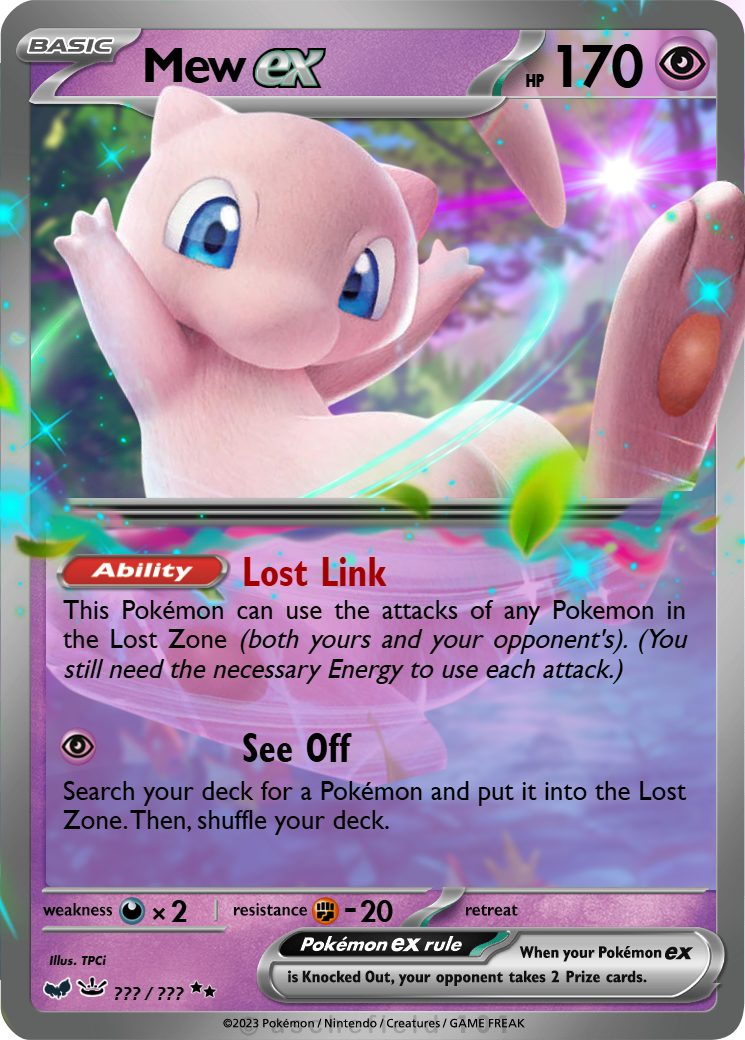 BASIC
Mew ex
HP 170
Ability Lost Link
This Pokémon can use the attacks of any Pokemon in
the Lost Zone (both yours and your opponent's). (You
still need the necessary Energy to use each attack.)
See Off
Search your deck for a Pokémon and put it into the Lost
Zone. Then, shuffle your deck.
weakness × 2 resistance -20 retreat
Pokémon ex rule When your Pokémon ex
is Knocked Out, your opponent takes 2 Prize cards.
Illus. TPCi
??? / ???
©2023 Pokémon / Nintendo / Creatures / GAME FREAK